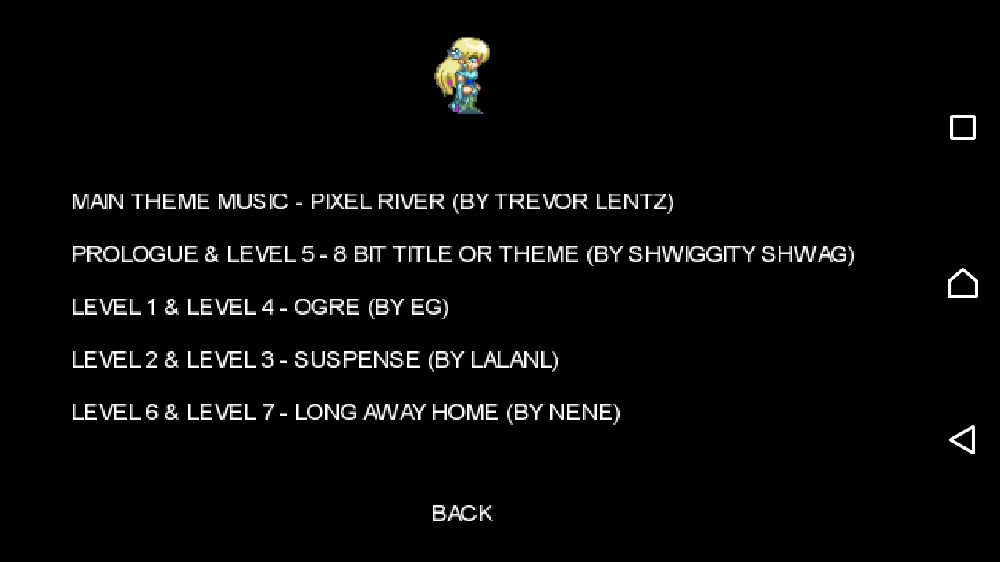 MAIN THEME MUSIC - PIXEL RIVER (BY TREVOR LENTZ)
PROLOGUE & LEVEL 5 - 8 BIT TITLE OR THEME (BY SHWIGGITY SHWAG)
LEVEL 1 & LEVEL 4 - OGRE (BY EG)
LEVEL 2 & LEVEL 3 - SUSPENSE (BY LALANL)
LEVEL 6 & LEVEL 7 - LONG AWAY HOME (BY NENE)
BACK